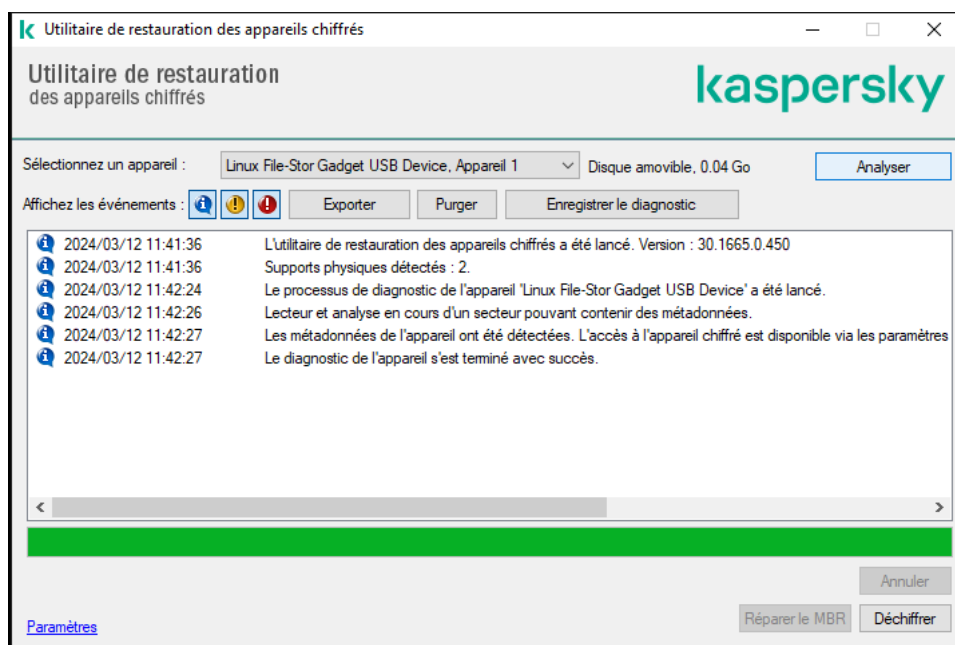 Utilitaire de restauration des appareils chiffrés
Utilitaire de restauration
des appareils chiffrés
kaspersky
Sélectionnez un appareil : Linux File-Stor Gadget USB Device, Appareil 1 Disque amovible, 0.04 Go Analyser
Affichez les événements : Exporter Purger Enregistrer le diagnostic
2024/03/12 11:41:36 L'utilitaire de restauration des appareils chiffrés a été lancé. Version : 30.1665.0.450
2024/03/12 11:41:36 Supports physiques détectés : 2.
2024/03/12 11:42:24 Le processus de diagnostic de l'appareil 'Linux File-Stor Gadget USB Device' a été lancé.
2024/03/12 11:42:26 Lecteur et analyse en cours d'un secteur pouvant contenir des métadonnées.
2024/03/12 11:42:27 Les métadonnées de l'appareil ont été détectées. L'accès à l'appareil chiffré est disponible via les paramètres
2024/03/12 11:42:27 Le diagnostic de l'appareil s'est terminé avec succès.
Annuler
Paramètres Réparer le MBR Déchiffrer